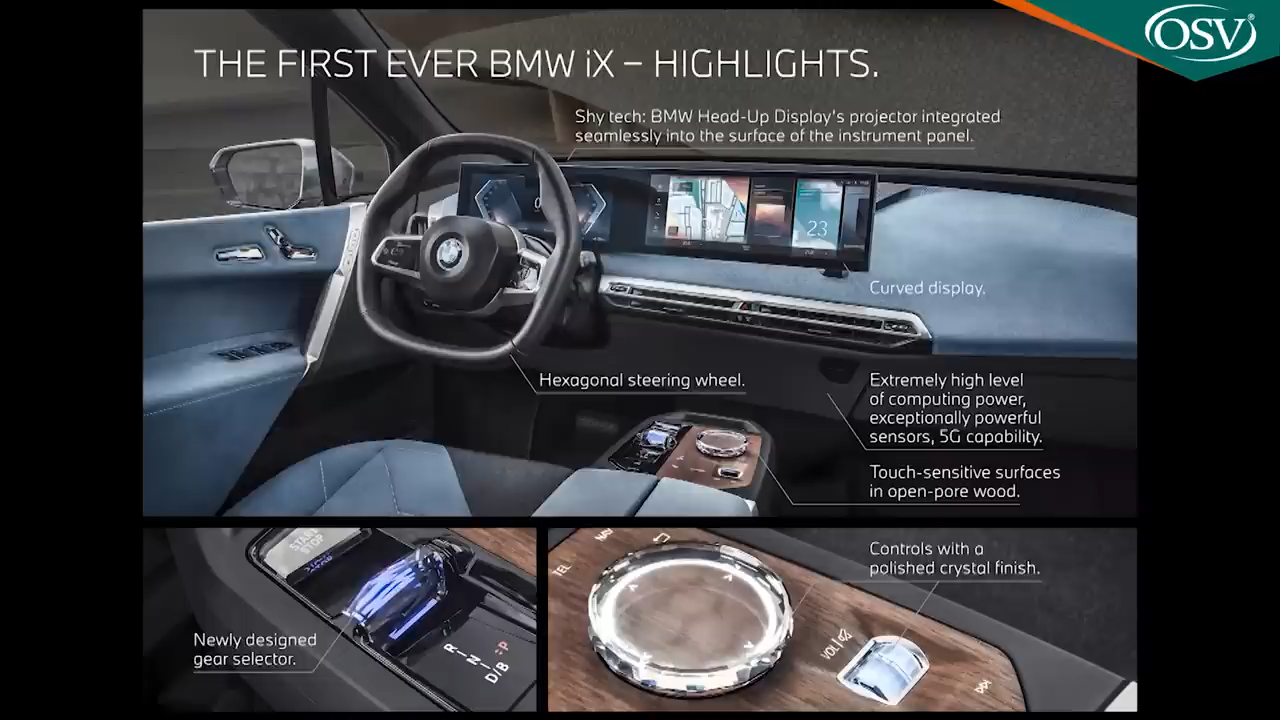 OSV®
THE FIRST EVER BMW iX – HIGHLIGHTS.
Shy tech: BMW Head-Up Display's projector integrated
seamlessly into the surface of the instrument panel.
23
Curved display.
Hexagonal steering wheel.
Extremely high level
of computing power,
exceptionally powerful
sensors, 5G capability.
Touch-sensitive surfaces
in open-pore wood.
START
STOP
Newly designed
gear selector.
R
N
D/B
P
NAV
TEL
Controls with a
polished crystal finish.
VOL